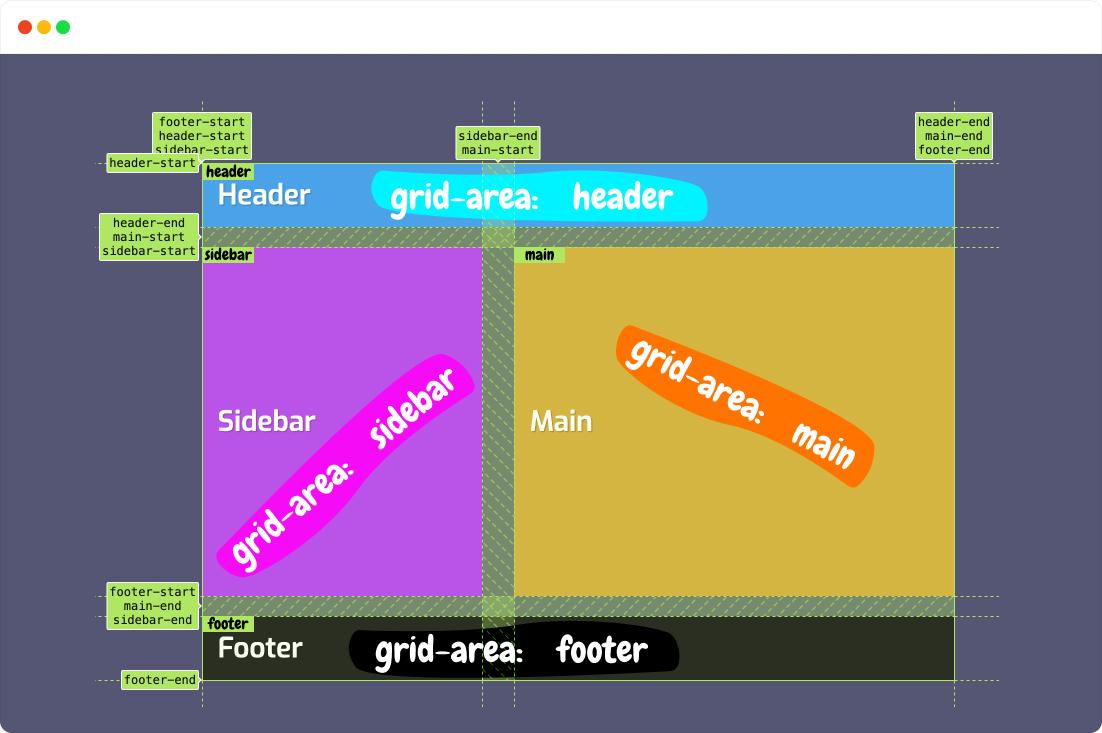 footer-start
header-start
sidebar-start
sidebar-end
main-start
header-end
main-end
footer-end
header-start
header
Header
grid-area: header
header-end
main-start
sidebar-start
sidebar
main
grid-area: sidebar
grid-area: main
Sidebar
Main
footer-start
main-end
sidebar-end
footer
Footer
grid-area: footer
footer-end